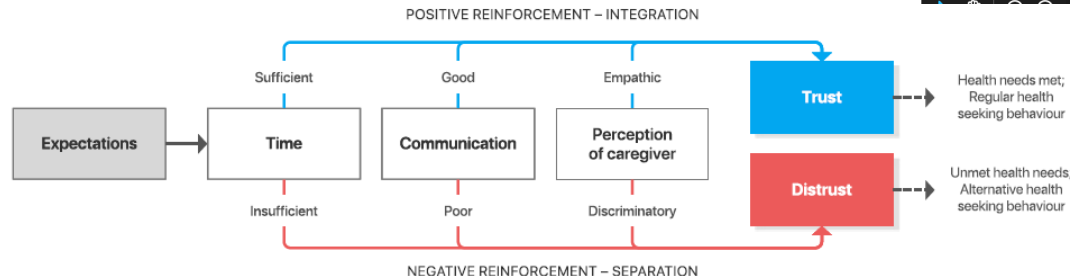 POSITIVE REINFORCEMENT – INTEGRATION
Sufficient
Good
Empathic
Expectations
Time
Communication
Perception
of caregiver
Trust
Health needs met;
Regular health
seeking behaviour
Insufficient
Poor
Discriminatory
Distrust
Unmet health needs;
Alternative health
seeking behaviour
NEGATIVE REINFORCEMENT – SEPARATION